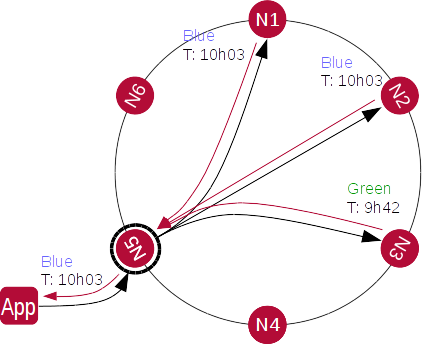 N1
Blue
T: 10h03
Blue
T: 10h03
N6
N2
Green
T: 9h42
N5
N3
Blue
T: 10h03
App
N4